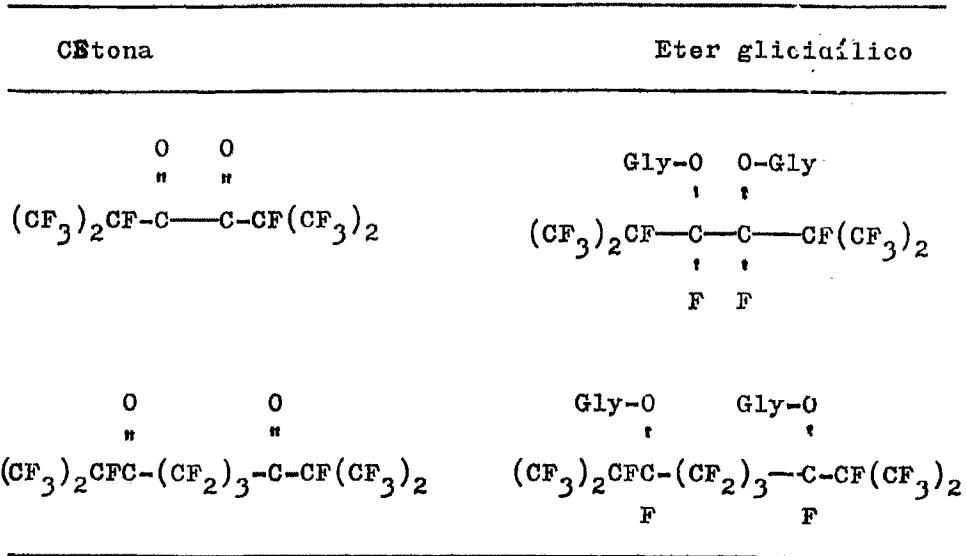 CEtona Eter glicidílico
O O Gly-O O-Gly
(CF3)2CF-C—C-CF(CF3)2 (CF3)2CF—C—C—CF(CF3)2
F F
O O Gly-O Gly-O
(CF3)2CFC-(CF2)3-C-CF(CF3)2 (CF3)2CFC-(CF2)3—C-CF(CF3)2
F F